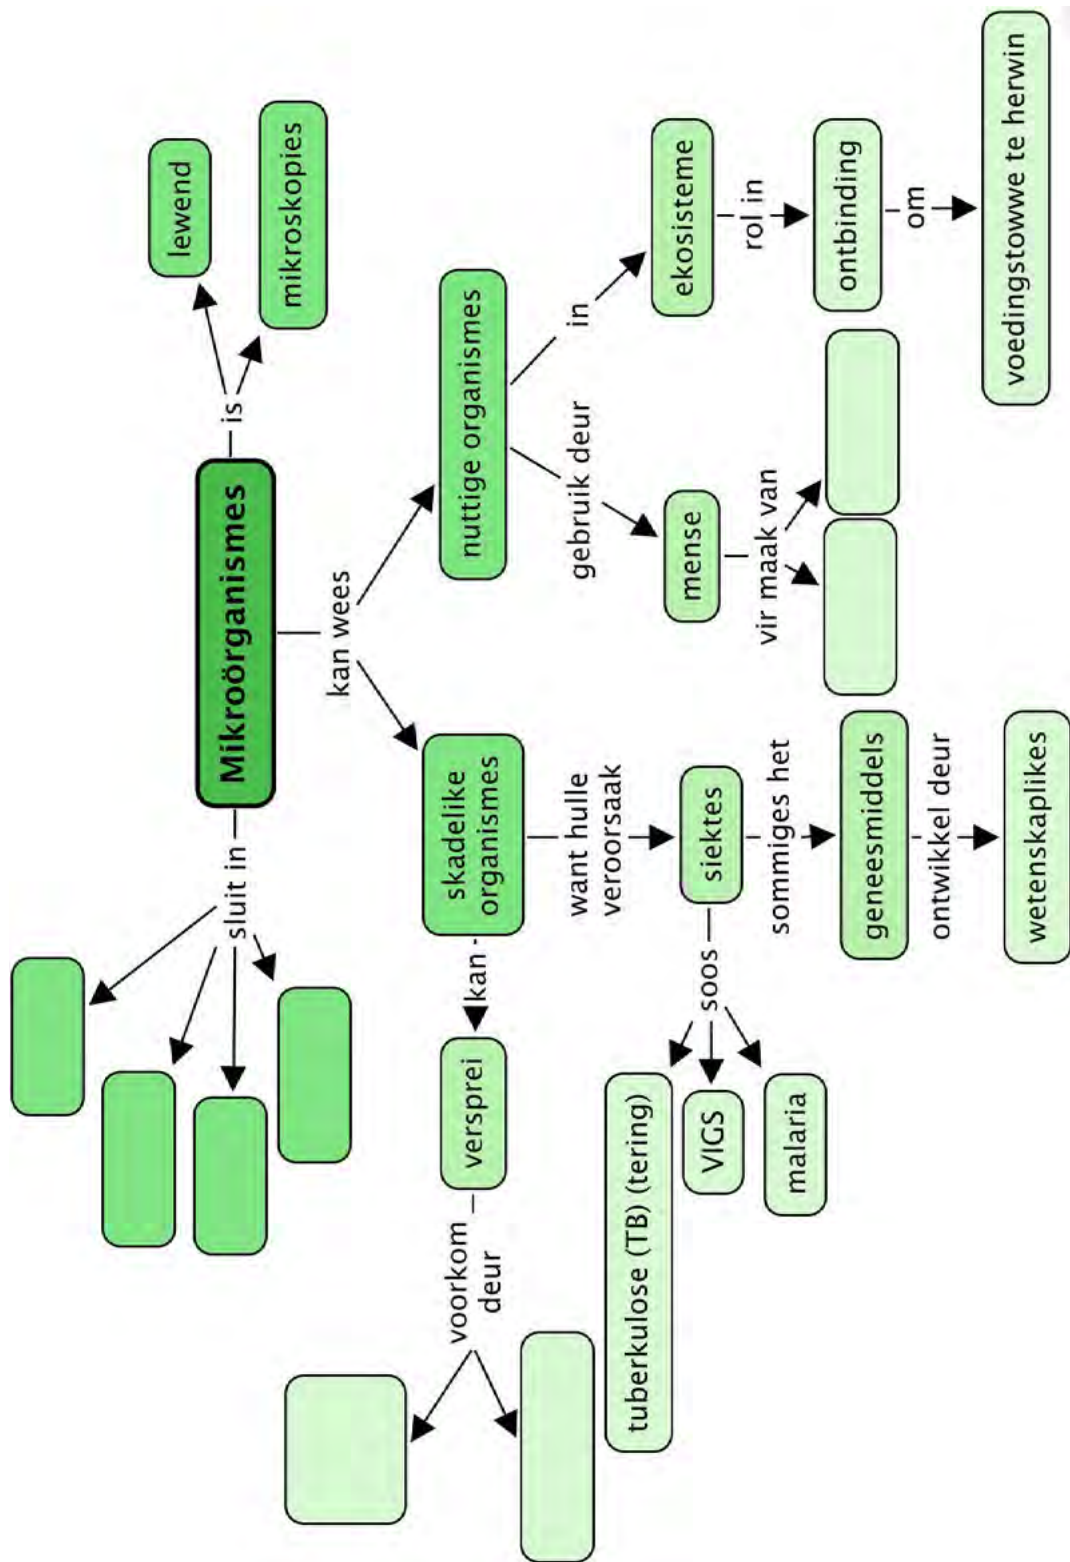 Mikroörganismes
is
lewend
mikroskopies
sluit in
kan wees
skadelike
organismes
nuttige organismes
kan
versprei
voorkom
deur
want hulle
veroorsaak
siektes
soos
tuberkulose (TB) (tering)
VIGS
malaria
sommiges het
geneesmiddels
ontwikkel deur
wetenskaplikes
gebruik deur
mense
vir maak van
in
ekosisteme
rol in
ontbinding
om
voedingstowwe te herwin